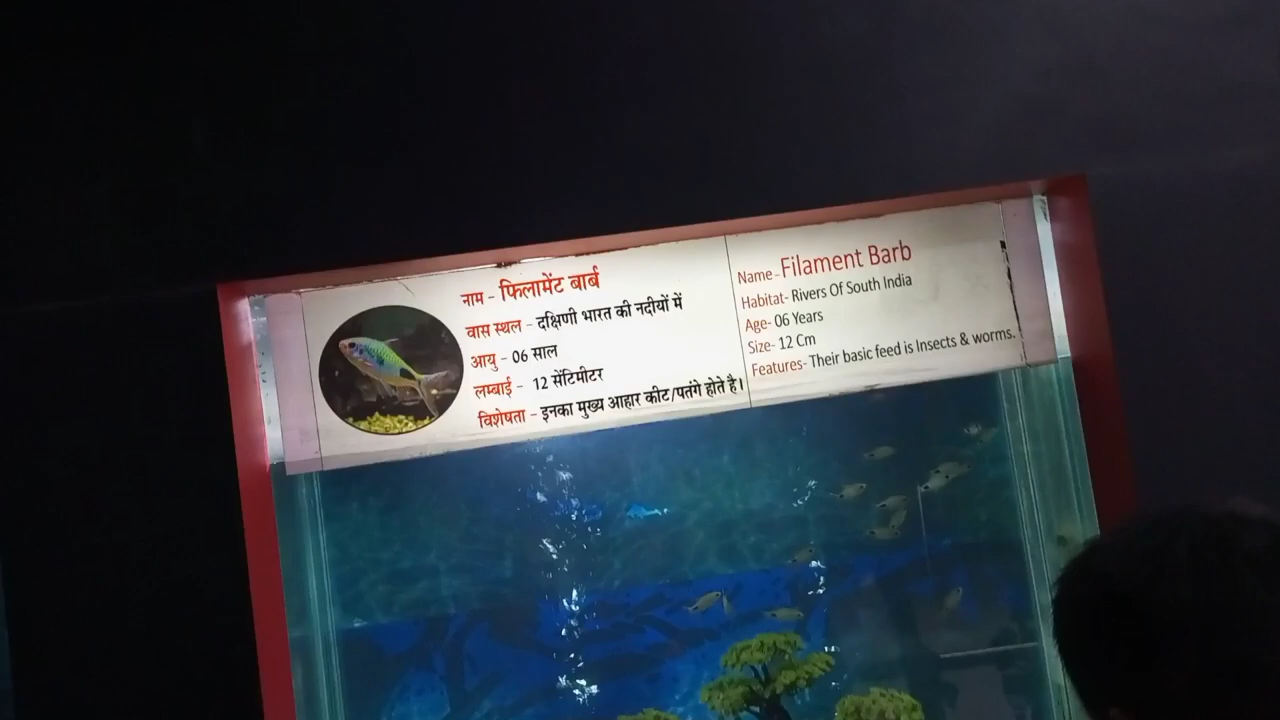 नाम - फिलामेंट बार्ब
वास स्थल - दक्षिणी भारत की नदीयों में
आयु - 06 साल
लम्बाई - 12 सेंटिमीटर
विशेषता - इनका मुख्य आहार कीट/पतंगे होते है।
Name - Filament Barb
Habitat- Rivers Of South India
Age- 06 Years
Size- 12 Cm
Features- Their basic feed is Insects & worms.